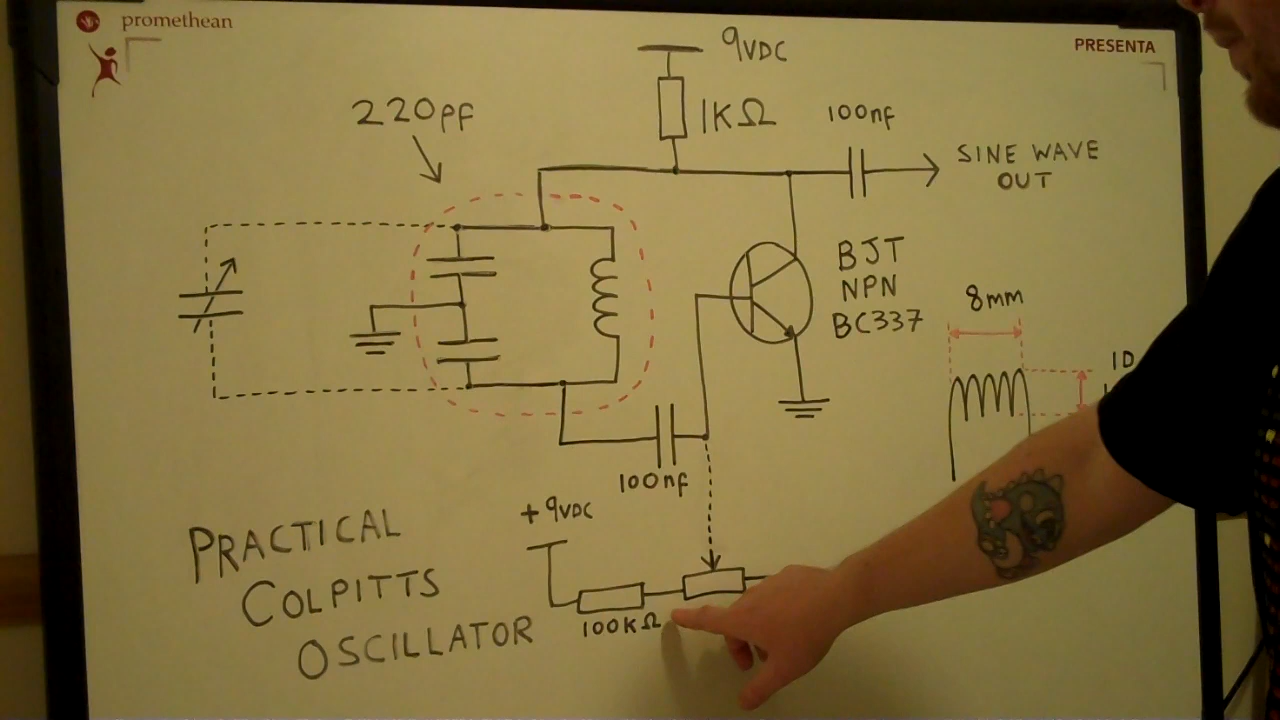 promethean
PRESENTA
9VDC
220pf
1KΩ
100nf
SINE WAVE
OUT
BJT
NPN
BC337
8mm
10
100nf
+9VDC
100KΩ
PRACTICAL
COLPITTS
OSCILLATOR